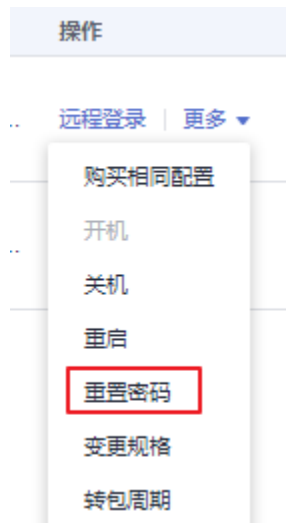 操作
.. 远程登录 | 更多
购买相同配置
开机
..
关机
重启
重置密码
变更规格
转包周期